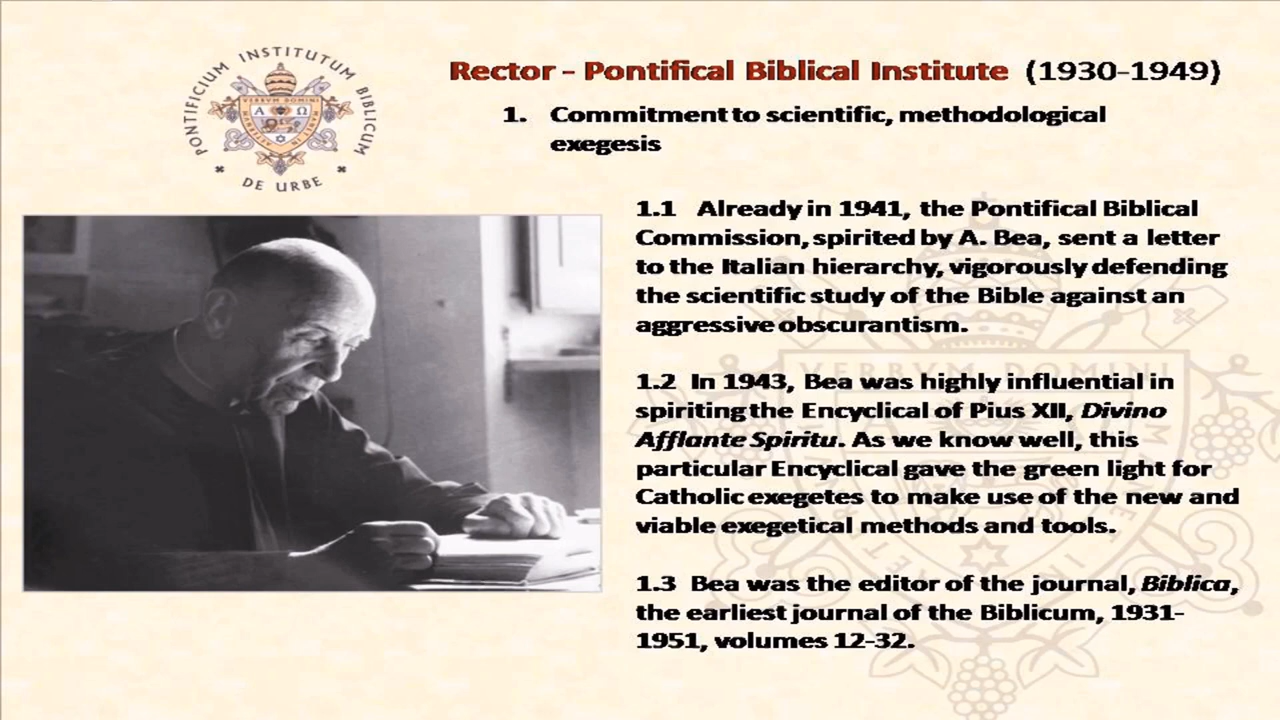 PONTIFICIUM INSTITUTUM BIBLICUM
DE URBE
VERBVM DOMINI
Α Ω
Rector – Pontifical Biblical Institute (1930-1949)
1. Commitment to scientific, methodological
exegesis
1.1 Already in 1941, the Pontifical Biblical
Commission, spirited by A. Bea, sent a letter
to the Italian hierarchy, vigorously defending
the scientific study of the Bible against an
aggressive obscurantism.
1.2 In 1943, Bea was highly influential in
spiriting the Encyclical of Pius XII, Divino
Afflante Spiritu. As we know well, this
particular Encyclical gave the green light for
Catholic exegetes to make use of the new and
viable exegetical methods and tools.
1.3 Bea was the editor of the journal, Biblica,
the earliest journal of the Biblicum, 1931-
1951, volumes 12-32.
VERBVM DOMINI